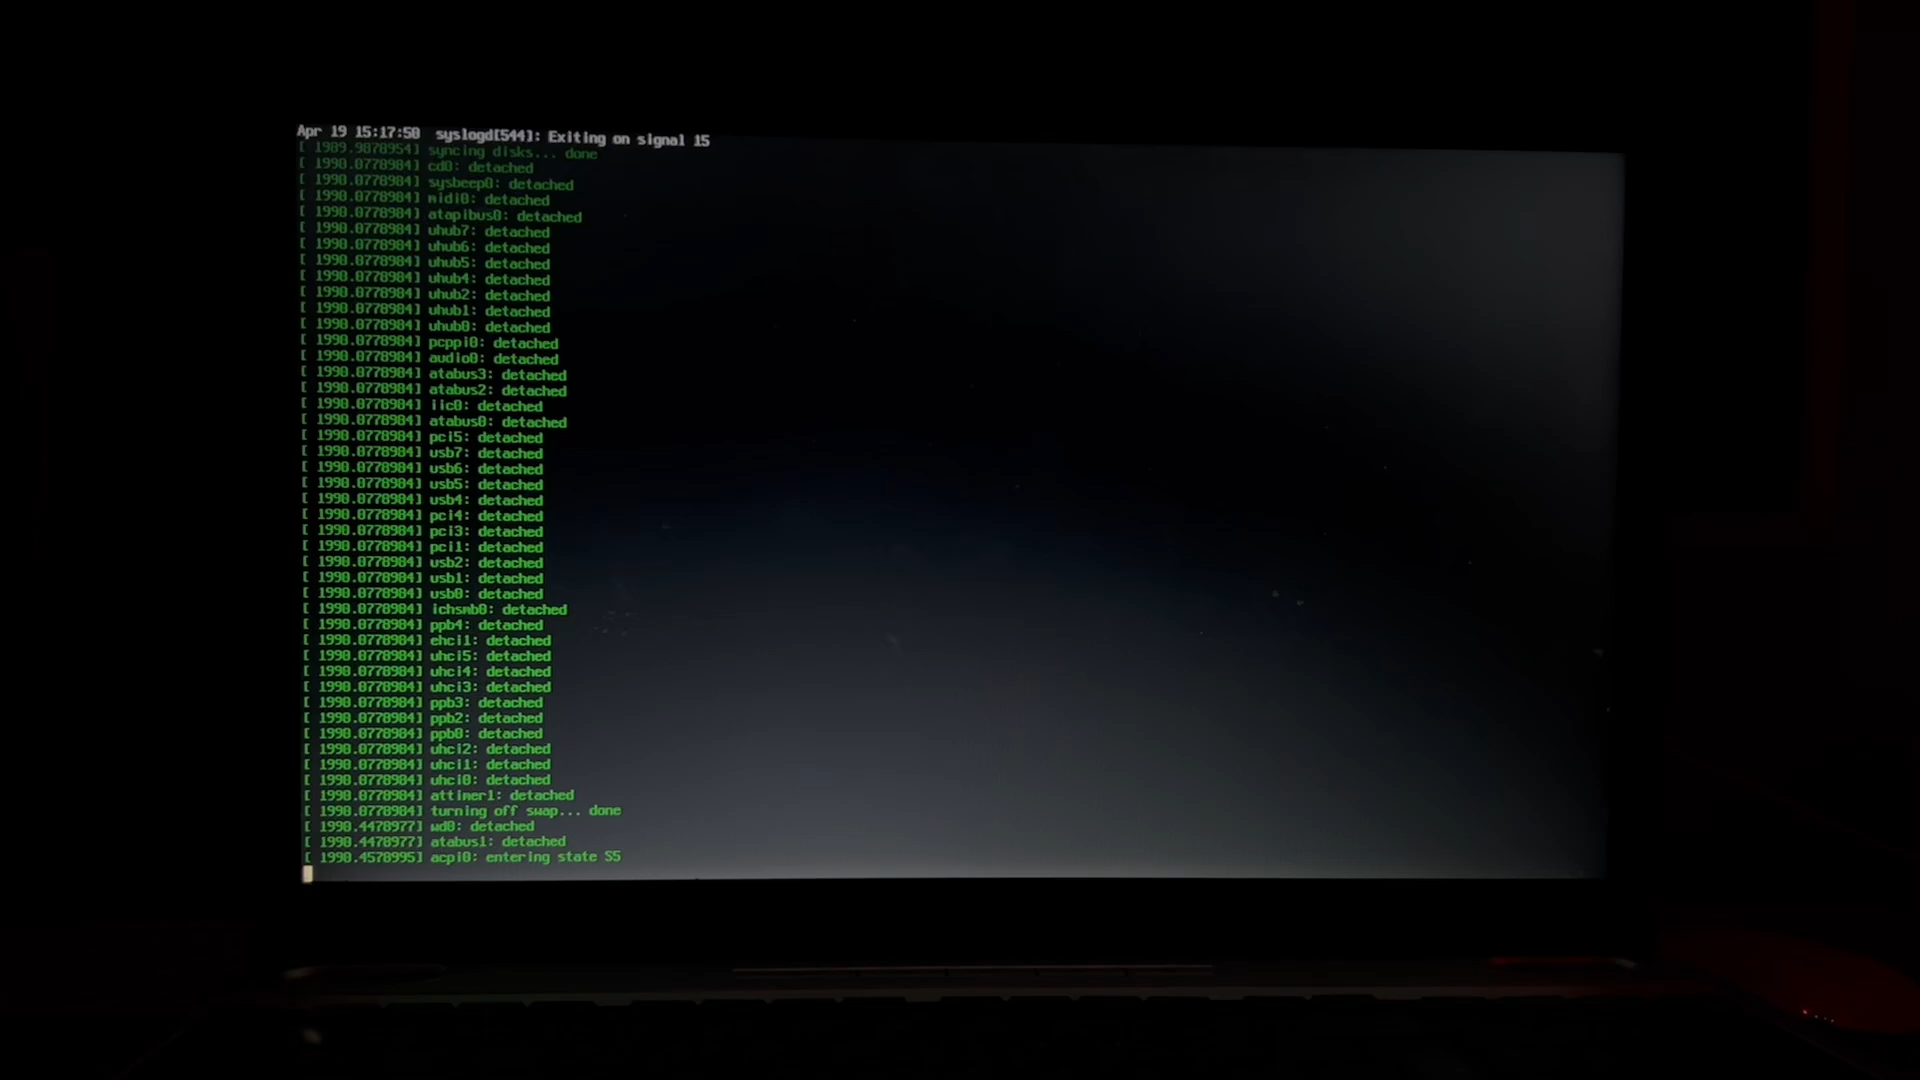 Apr 19 15:17:50 syslogd[544]: Exiting on signal 15
[ 1989.9878954] syncing disks... done
[ 1990.0778984] cd0: detached
[ 1990.0778984] sysbeep0: detached
[ 1990.0778984] midi0: detached
[ 1990.0778984] atapibus0: detached
[ 1990.0778984] uhub7: detached
[ 1990.0778984] uhub6: detached
[ 1990.0778984] uhub5: detached
[ 1990.0778984] uhub4: detached
[ 1990.0778984] uhub2: detached
[ 1990.0778984] uhub1: detached
[ 1990.0778984] uhub0: detached
[ 1990.0778984] pcppi0: detached
[ 1990.0778984] audio0: detached
[ 1990.0778984] atabus3: detached
[ 1990.0778984] atabus2: detached
[ 1990.0778984] iic0: detached
[ 1990.0778984] atabus0: detached
[ 1990.0778984] pci5: detached
[ 1990.0778984] usb7: detached
[ 1990.0778984] usb6: detached
[ 1990.0778984] usb5: detached
[ 1990.0778984] usb4: detached
[ 1990.0778984] pci4: detached
[ 1990.0778984] pci3: detached
[ 1990.0778984] pci1: detached
[ 1990.0778984] usb2: detached
[ 1990.0778984] usb1: detached
[ 1990.0778984] usb0: detached
[ 1990.0778984] ichsmb0: detached
[ 1990.0778984] ppb4: detached
[ 1990.0778984] ehci1: detached
[ 1990.0778984] uhci5: detached
[ 1990.0778984] uhci4: detached
[ 1990.0778984] uhci3: detached
[ 1990.0778984] ppb3: detached
[ 1990.0778984] ppb2: detached
[ 1990.0778984] ppb0: detached
[ 1990.0778984] uhci2: detached
[ 1990.0778984] uhci1: detached
[ 1990.0778984] uhci0: detached
[ 1990.0778984] attimer1: detached
[ 1990.0778984] turning off swap... done
[ 1990.4478977] wd0: detached
[ 1990.4478977] atabus1: detached
[ 1990.4578995] acpi0: entering state S5